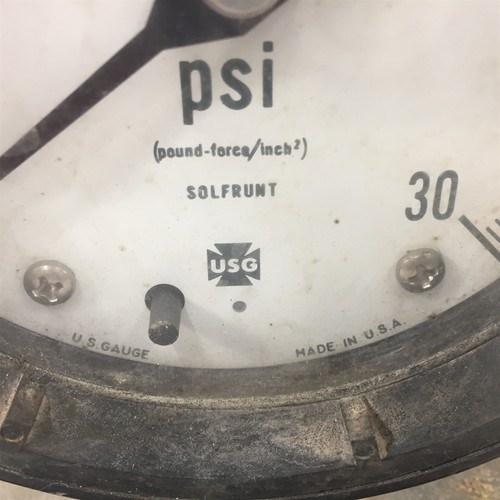 psi
(pound-force/inch²)
SOLFRUNT
30
USG
U.S. GAUGE
MADE IN U.S.A.